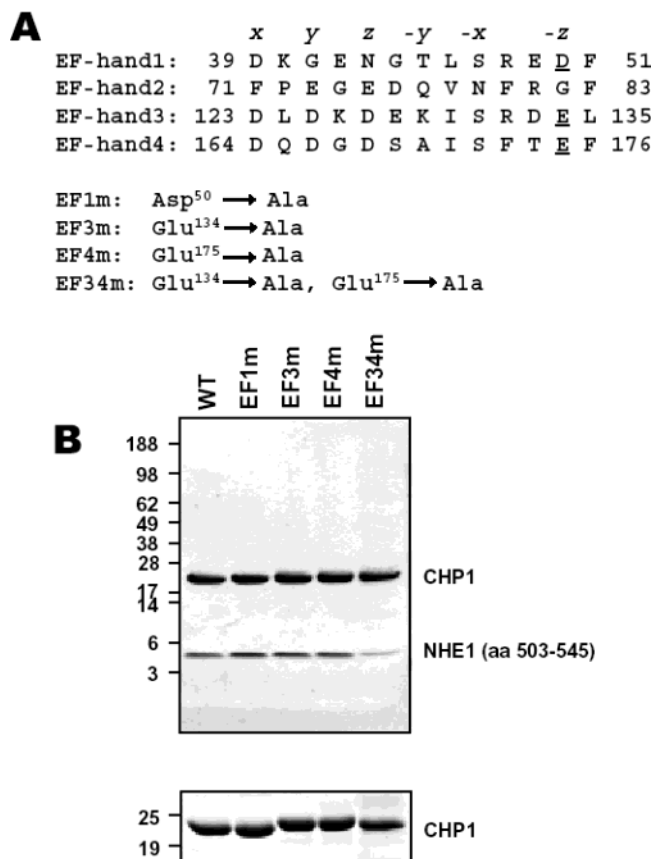 A
x y z -y -x -z
EF-hand1: 39 D K G E N G T L S R E D F 51
EF-hand2: 71 F P E G E D Q V N F R G F 83
EF-hand3: 123 D L D K D E K I S R D E L 135
EF-hand4: 164 D Q D G D S A I S F T E F 176
EF1m: Asp50 → Ala
EF3m: Glu134 → Ala
EF4m: Glu175 → Ala
EF34m: Glu134 → Ala, Glu175 → Ala
WT EF1m EF3m EF4m EF34m
B
188
98
62
49
38
28
CHP1
17
14
6
NHE1 (aa 503-545)
3
25
CHP1
19